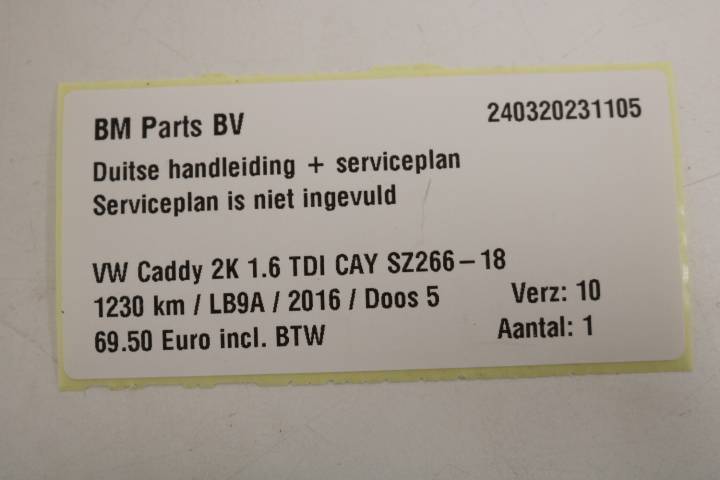 BM Parts BV 240320231105
Duitse handleiding + serviceplan
Serviceplan is niet ingevuld
VW Caddy 2K 1.6 TDI CAY SZ266-18
1230 km / LB9A / 2016 / Doos 5 Verz: 10
69.50 Euro incl. BTW Aantal: 1